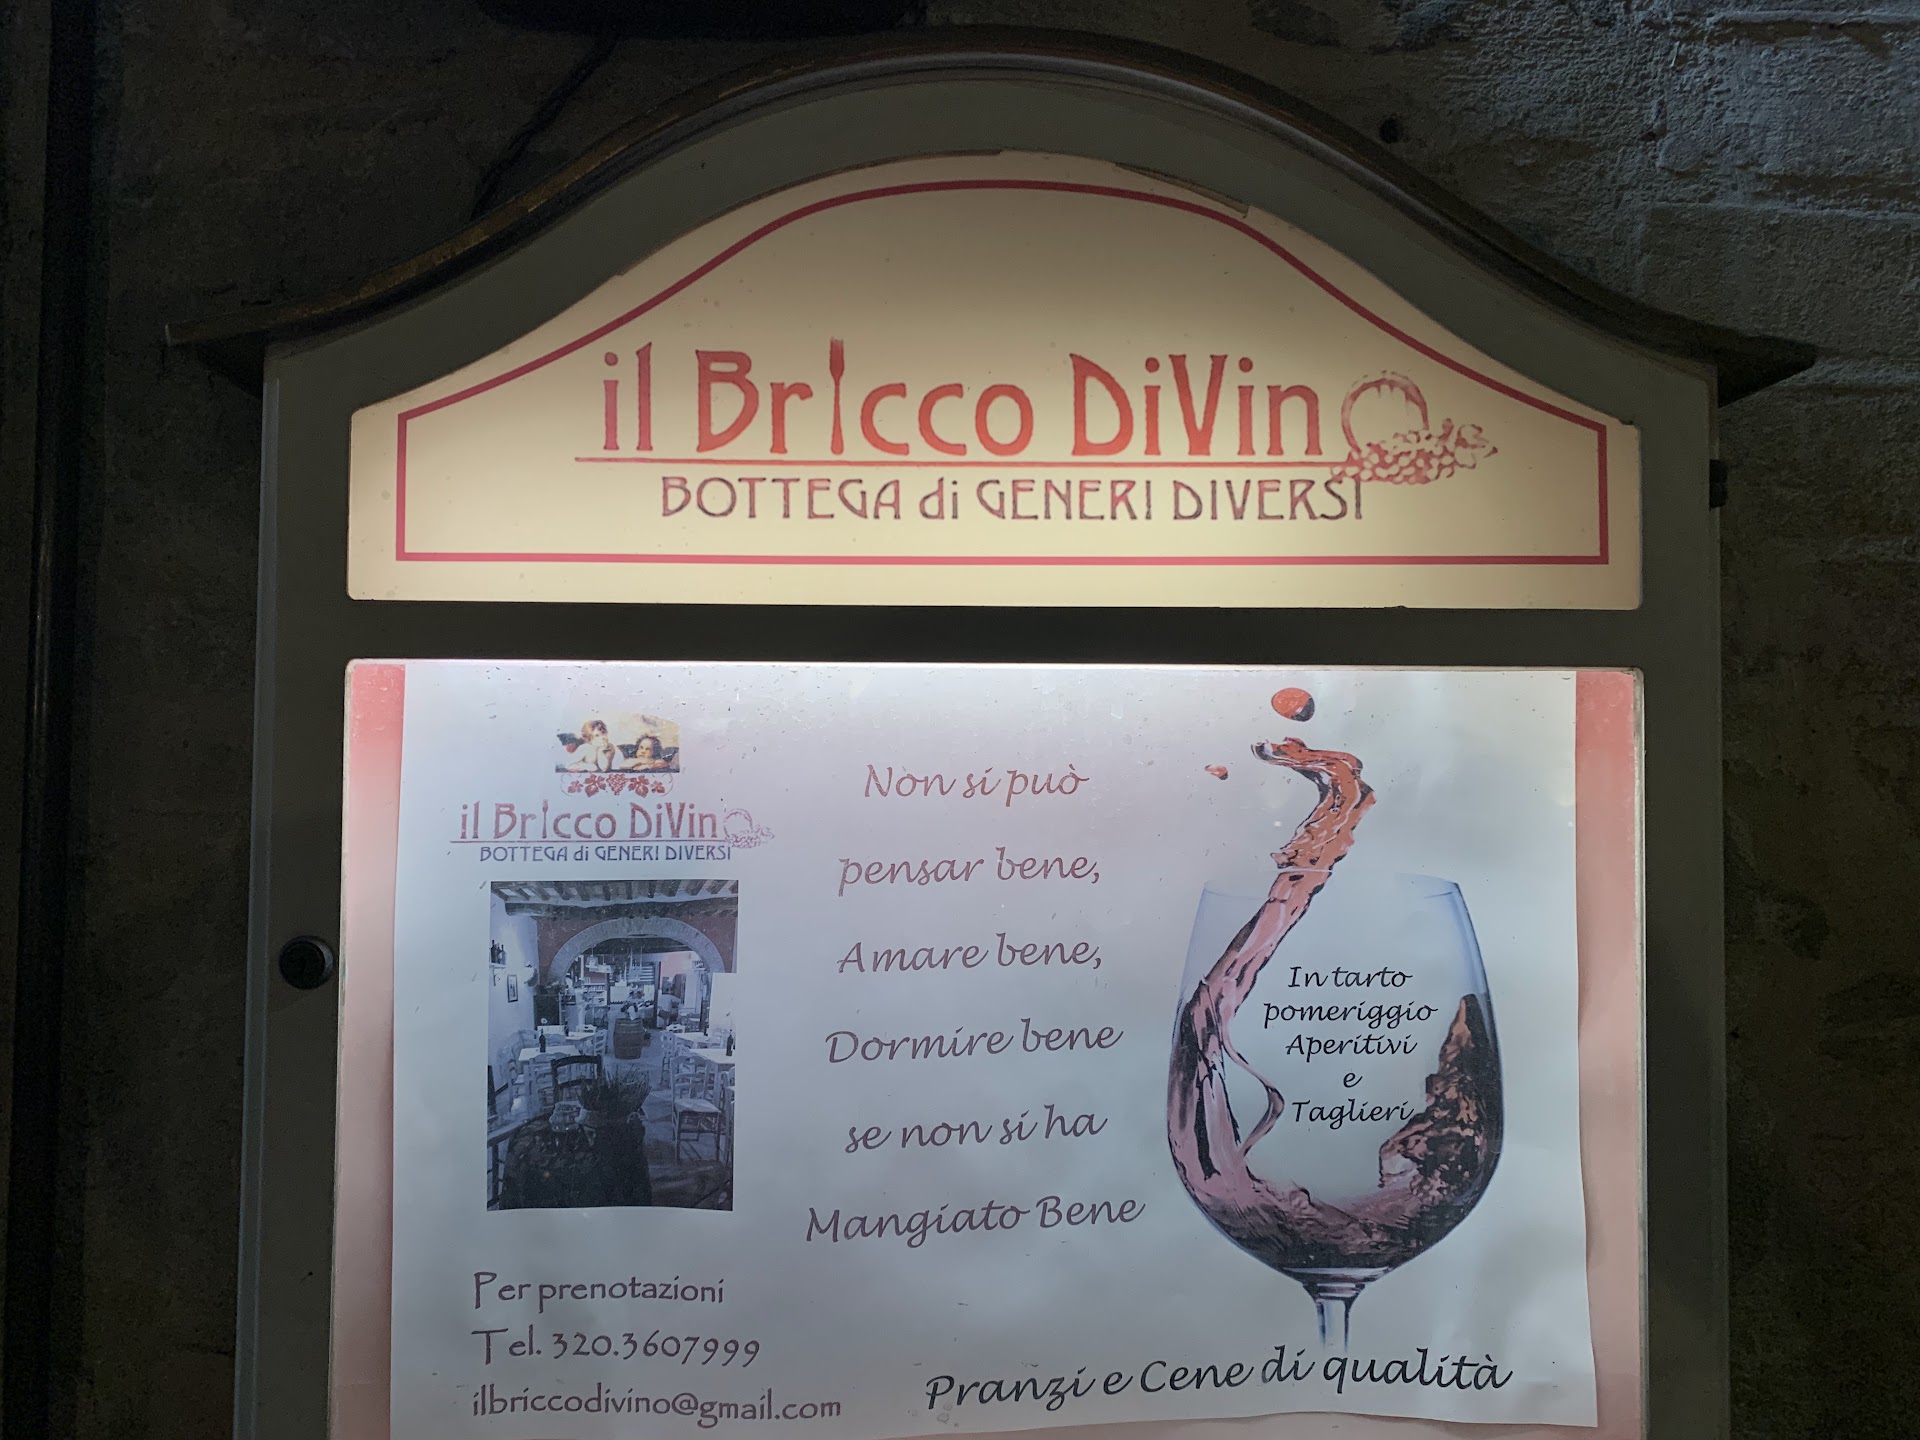 il Bricco DiVino
BOTTEGA di GENERI DIVERSI
il Bricco DiVino
BOTTEGA di GENERI DIVERSI
Non si può
pensar bene,
Amare bene,
Dormire bene
se non si ha
Mangiato Bene
In tarto
pomeriggio
Aperitivi
e
Taglieri
Per prenotazioni
Tel. 320.3607999
ilbriccodivino@gmail.com
Pranzi e Cene di qualità